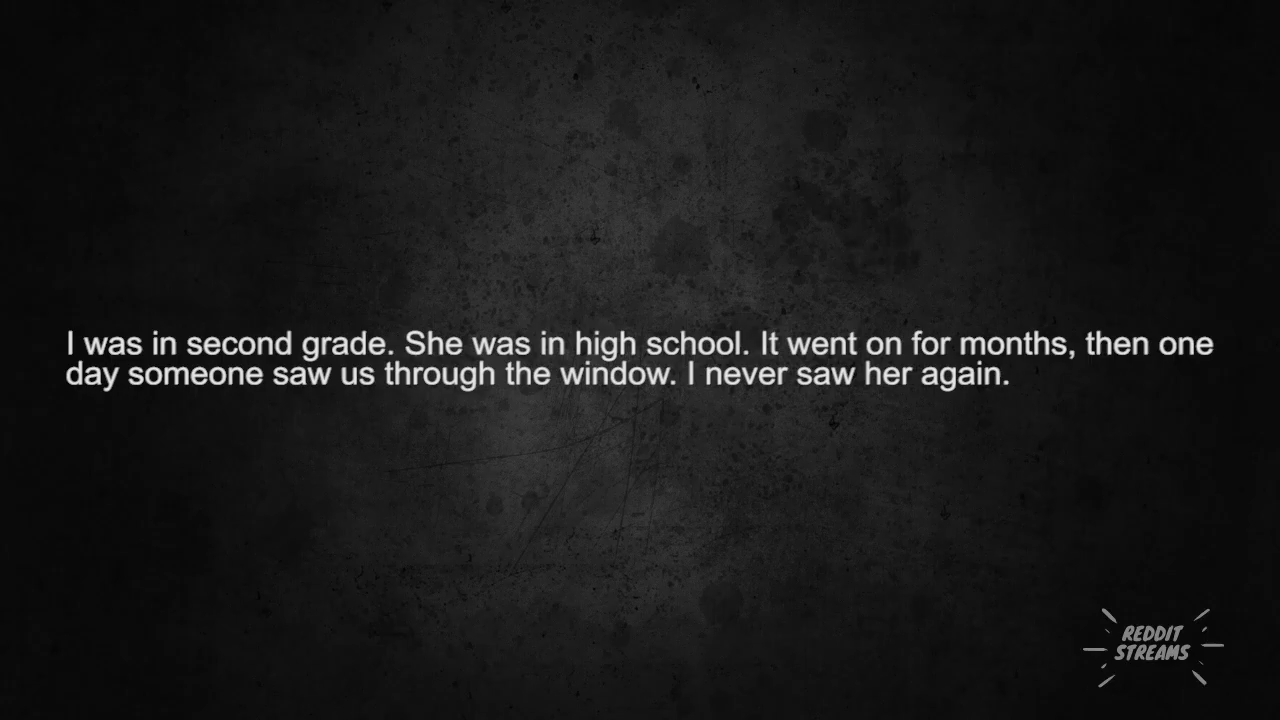 I was in second grade. She was in high school. It went on for months, then one
day someone saw us through the window. I never saw her again.
REDDIT
STREAMS